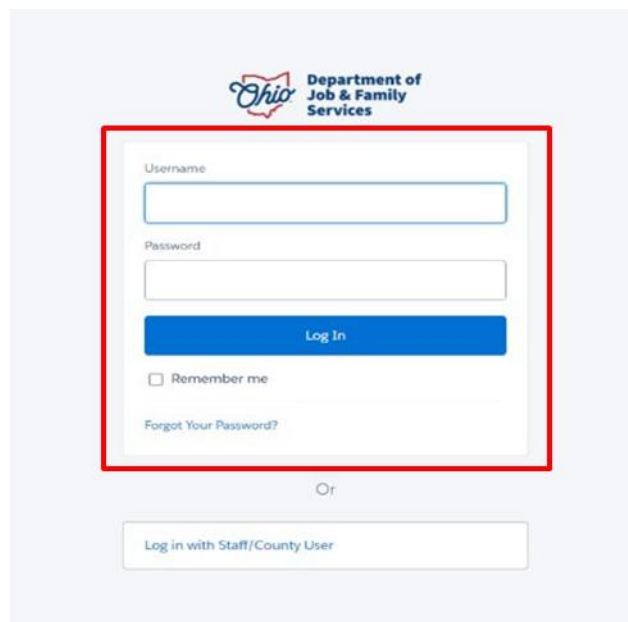 Ohio
Department of
Job & Family
Services
Username
Password
Log In
Remember me
Forgot Your Password?
Or
Log in with Staff/County User